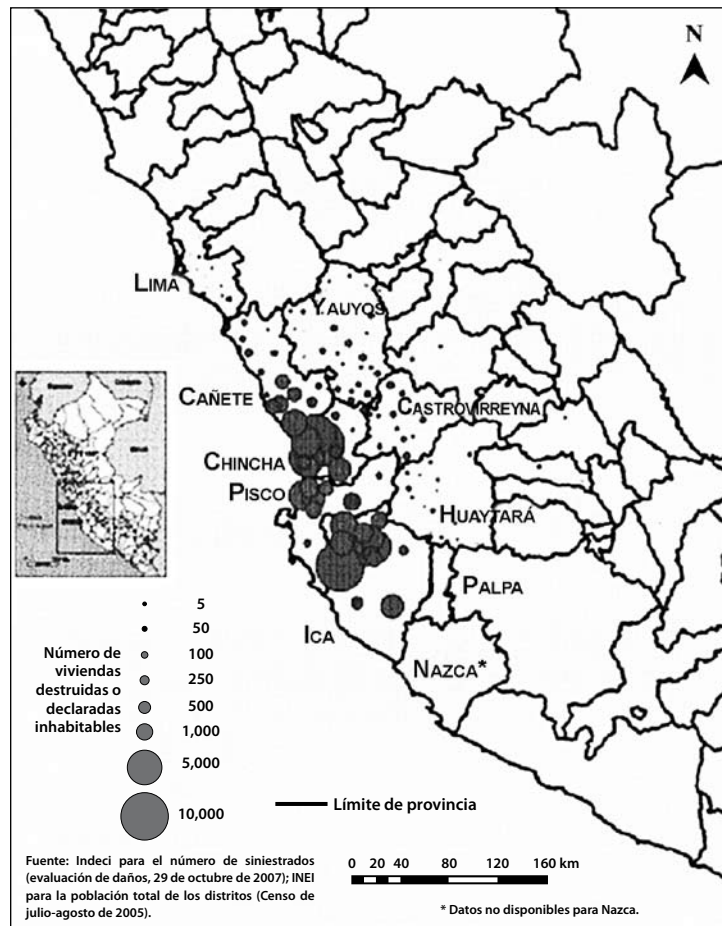 N
LIMA
YAUYOS
CAÑETE
CASTROVIRREYNA
CHINCHA
PISCO
HUAYTARÁ
PALPA
ICA
NAZCA*
Número de
viviendas
destruidas o
declaradas
inhabitables
5
50
100
250
500
1,000
5,000
10,000
Límite de provincia
Fuente: Indeci para el número de siniestrados
(evaluación de daños, 29 de octubre de 2007); INEI
para la población total de los distritos (Censo de
julio-agosto de 2005).
0 10 20 40 80 120 160 km
* Datos no disponibles para Nazca.